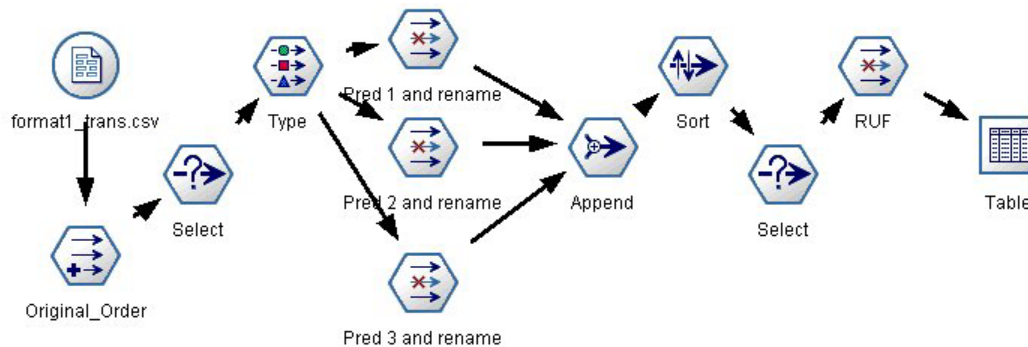 format1_trans.csv
Original_Order
Select
Type
Pred 1 and rename
Pred 2 and rename
Pred 3 and rename
Append
Sort
Select
RUF
Table